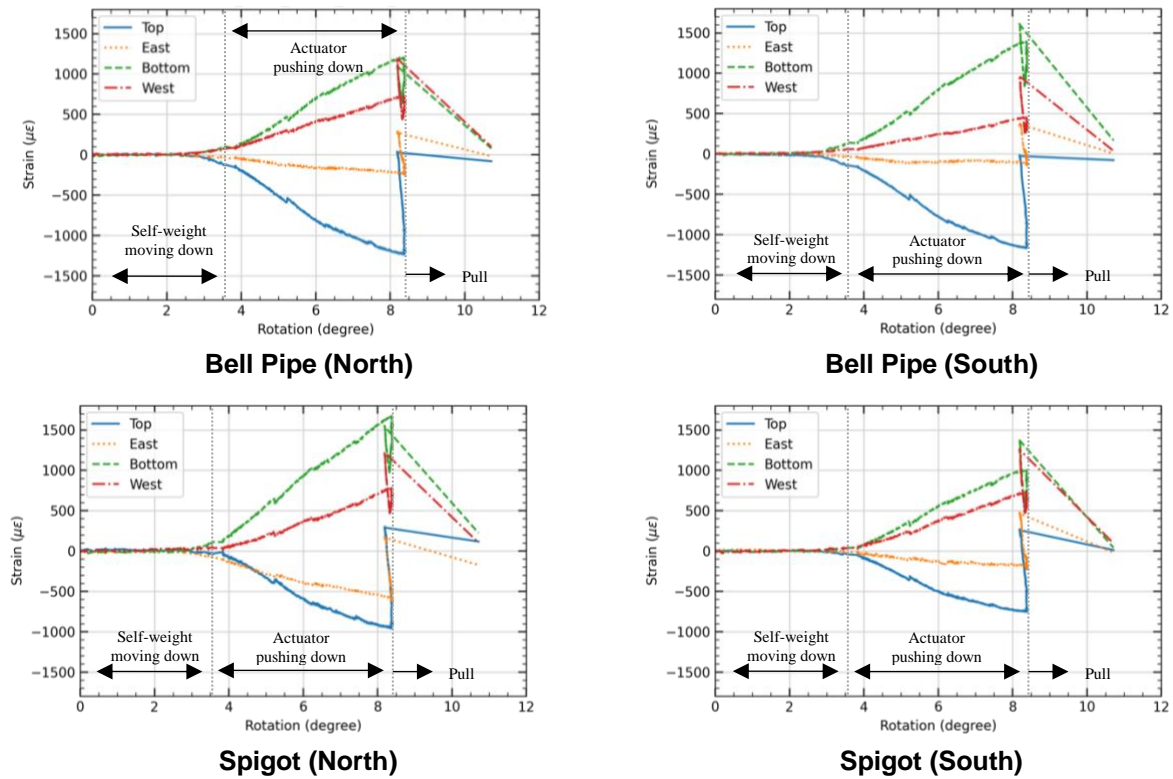 1500
1000
500
0
−500
−1000
−1500
Strain (με)
Top
East
Bottom
West
Actuator
pushing down
Self-weight
moving down
Pull
0 2 4 6 8 10 12
Rotation (degree)
Bell Pipe (North)
1500
1000
500
0
−500
−1000
−1500
Strain (με)
Top
East
Bottom
West
Self-weight
moving down
Actuator
pushing down
Pull
0 2 4 6 8 10 12
Rotation (degree)
Bell Pipe (South)
1500
1000
500
0
−500
−1000
−1500
Strain (με)
Top
East
Bottom
West
Self-weight
moving down
Actuator
pushing down
Pull
0 2 4 6 8 10 12
Rotation (degree)
Spigot (North)
1500
1000
500
0
−500
−1000
−1500
Strain (με)
Top
East
Bottom
West
Self-weight
moving down
Actuator
pushing down
Pull
0 2 4 6 8 10 12
Rotation (degree)
Spigot (South)